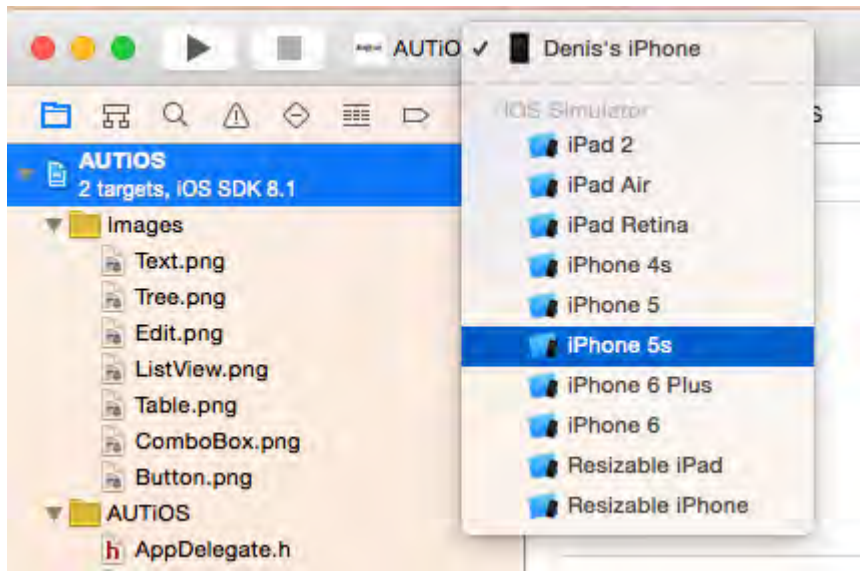 AUTiO
Denis's iPhone
iOS Simulator
S
iPad 2
iPad Air
iPad Retina
iPhone 4s
iPhone 5
iPhone 5s
iPhone 6 Plus
iPhone 6
Resizable iPad
Resizable iPhone
AUTiOS
2 targets, iOS SDK 8.1
Images
Text.png
Tree.png
Edit.png
ListView.png
Table.png
ComboBox.png
Button.png
AUTiOS
h AppDelegate.h